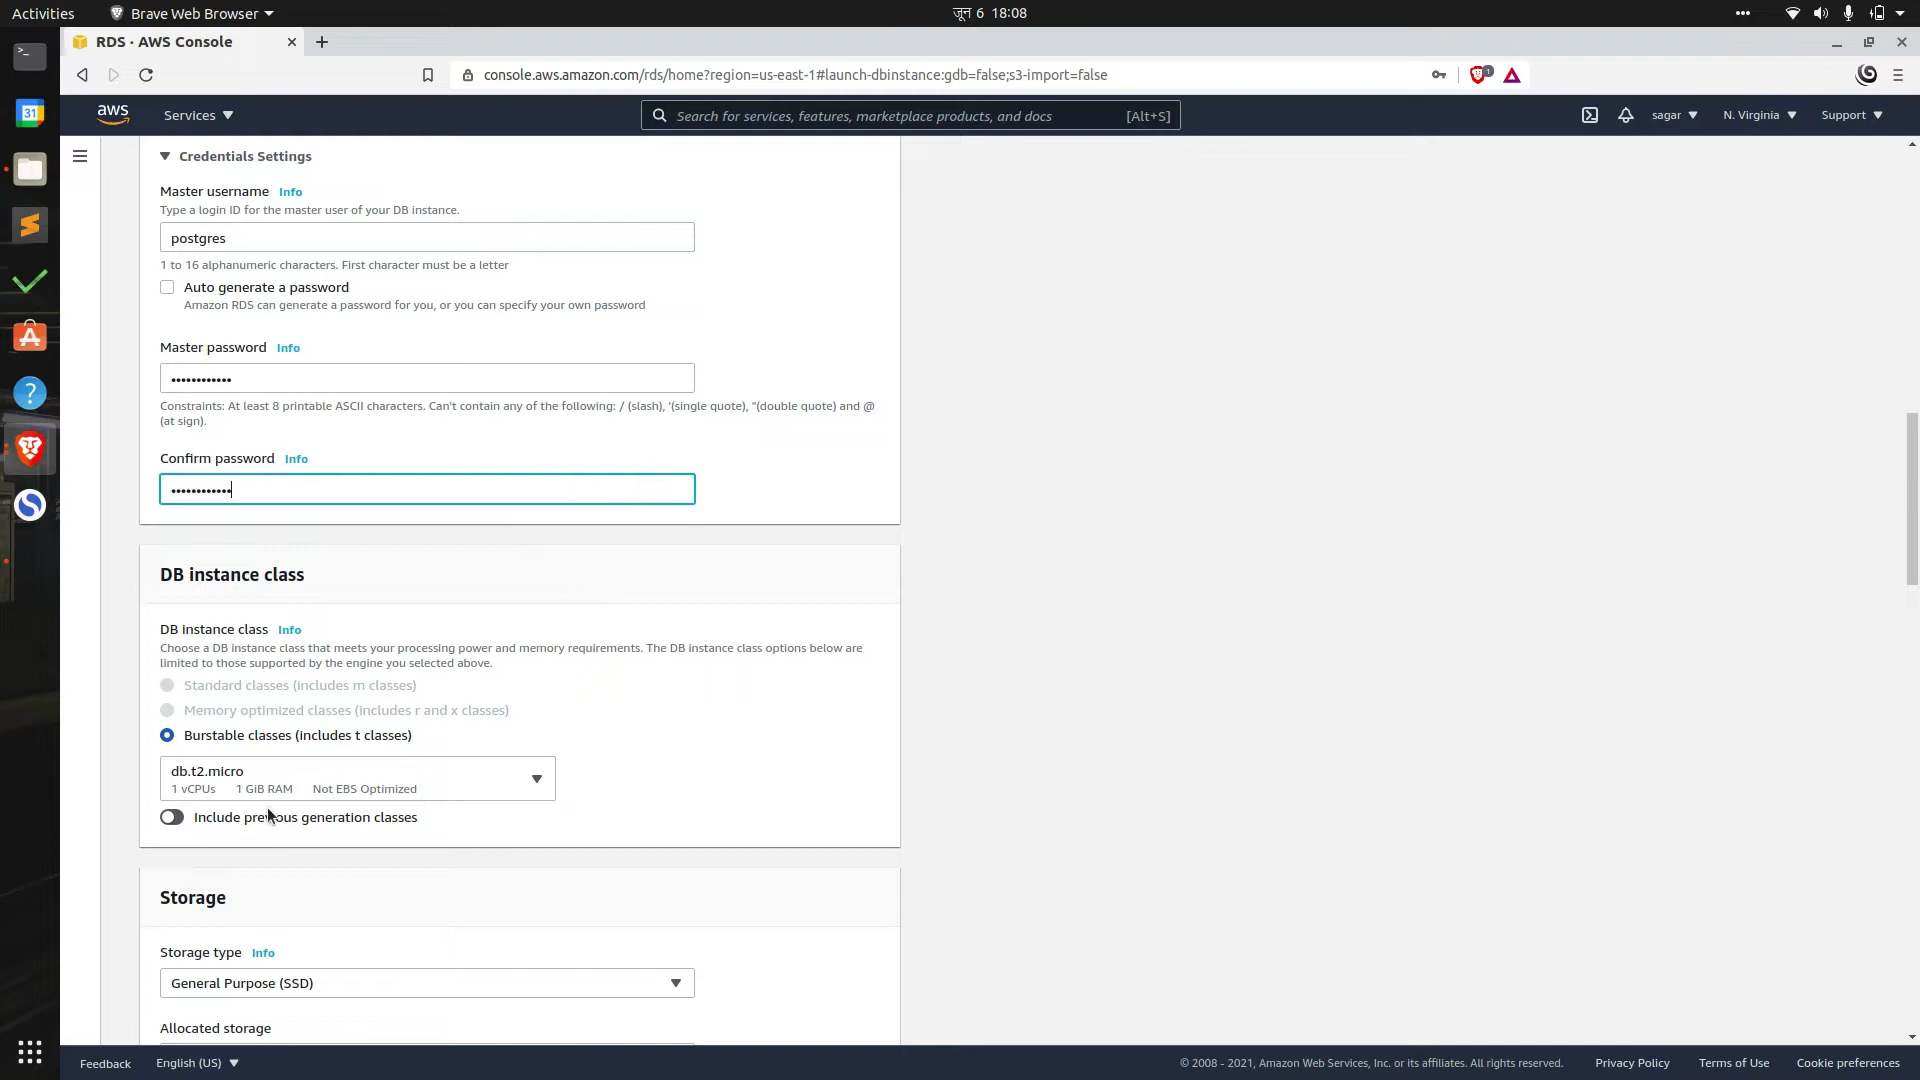 Activities
Brave Web Browser
जून 6 18:08
RDS · AWS Console
console.aws.amazon.com/rds/home?region=us-east-1#launch-dbinstance:gdb=false;s3-import=false
1
aws
Services
Search for services, features, marketplace products, and docs
[Alt+S]
sagar
N. Virginia
Support
31
Credentials Settings
Master username Info
Type a login ID for the master user of your DB instance.
postgres
1 to 16 alphanumeric characters. First character must be a letter
Auto generate a password
Amazon RDS can generate a password for you, or you can specify your own password
Master password Info
••••••••••••
Constraints: At least 8 printable ASCII characters. Can't contain any of the following: / (slash), '(single quote), "(double quote) and @
(at sign).
Confirm password Info
••••••••••••
DB instance class
DB instance class Info
Choose a DB instance class that meets your processing power and memory requirements. The DB instance class options below are
limited to those supported by the engine you selected above.
Standard classes (includes m classes)
Memory optimized classes (includes r and x classes)
Burstable classes (includes t classes)
db.t2.micro
1 vCPUs 1 GiB RAM Not EBS Optimized
Include previous generation classes
Storage
Storage type Info
General Purpose (SSD)
Allocated storage
Feedback
English (US)
© 2008 - 2021, Amazon Web Services, Inc. or its affiliates. All rights reserved.
Privacy Policy
Terms of Use
Cookie preferences